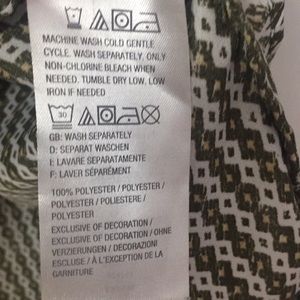 MACHINE WASH COLD GENTLE
CYCLE. WASH SEPARATELY, ONLY
NON-CHLORINE BLEACH WHEN
NEEDED. TUMBLE DRY LOW, LOW
IRON IF NEEDED
30
GB: WASH SEPARATELY
D: SEPARAT WASCHEN
I: LAVARE SEPARATAMENTE
F: LAVER SÉPARÉMENT
100% POLYESTER / POLYESTER /
POLYESTER / POLIESTERE /
POLYESTER
EXCLUSIVE OF DECORATION /
EXCLUSIVE OF DECORATION / OHNE
VERZIERUNGEN / DECORAZIONI
ESCLUSE / À L'EXCLUSION DE LA
GARNITURE